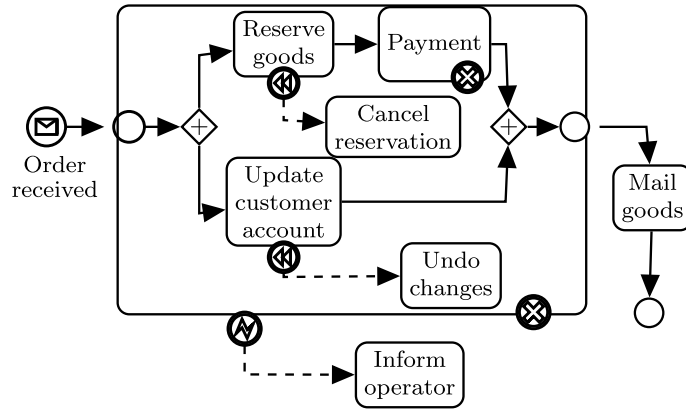 Reserve
goods
Payment
Cancel
reservation
Order
received
Update
customer
account
Mail
goods
Undo
changes
Inform
operator